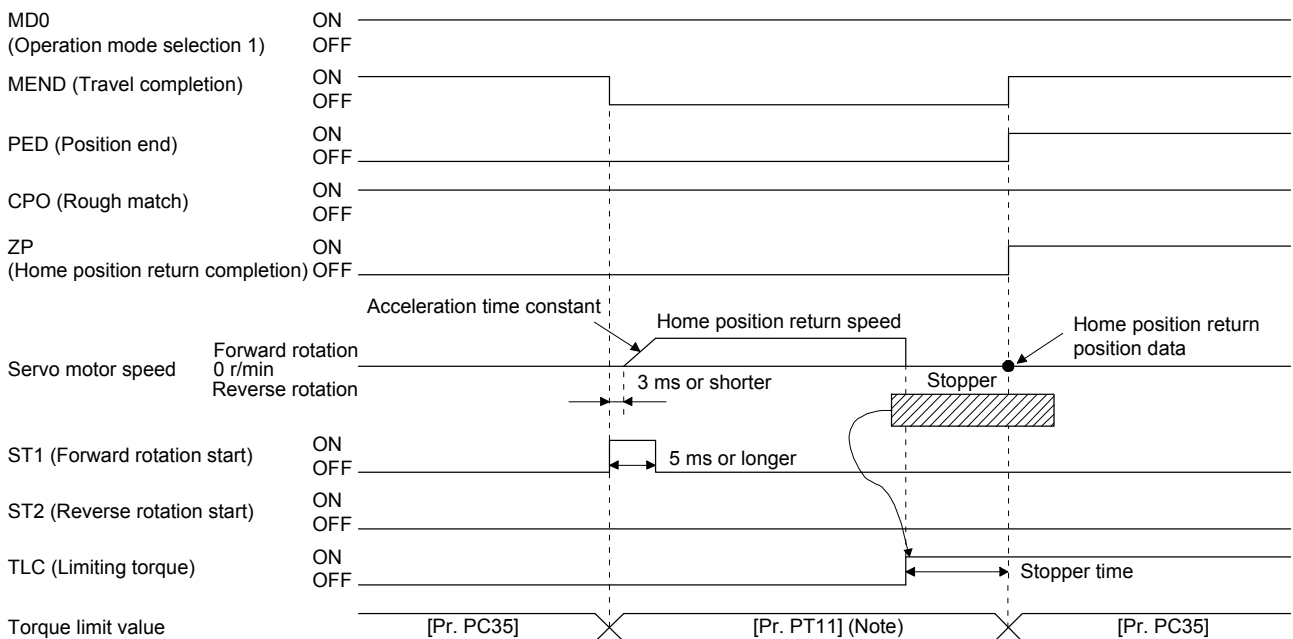 MD0 ON
(Operation mode selection 1) OFF
MEND (Travel completion) ON
OFF
PED (Position end) ON
OFF
CPO (Rough match) ON
OFF
ZP ON
(Home position return completion) OFF
Acceleration time constant
Home position return speed
Home position return
position data
Servo motor speed
Forward rotation
0 r/min
Reverse rotation
3 ms or shorter
Stopper
ST1 (Forward rotation start) ON
OFF
5 ms or longer
ST2 (Reverse rotation start) ON
OFF
TLC (Limiting torque) ON
OFF
Stopper time
Torque limit value [Pr. PC35] [Pr. PT11] (Note) [Pr. PC35]